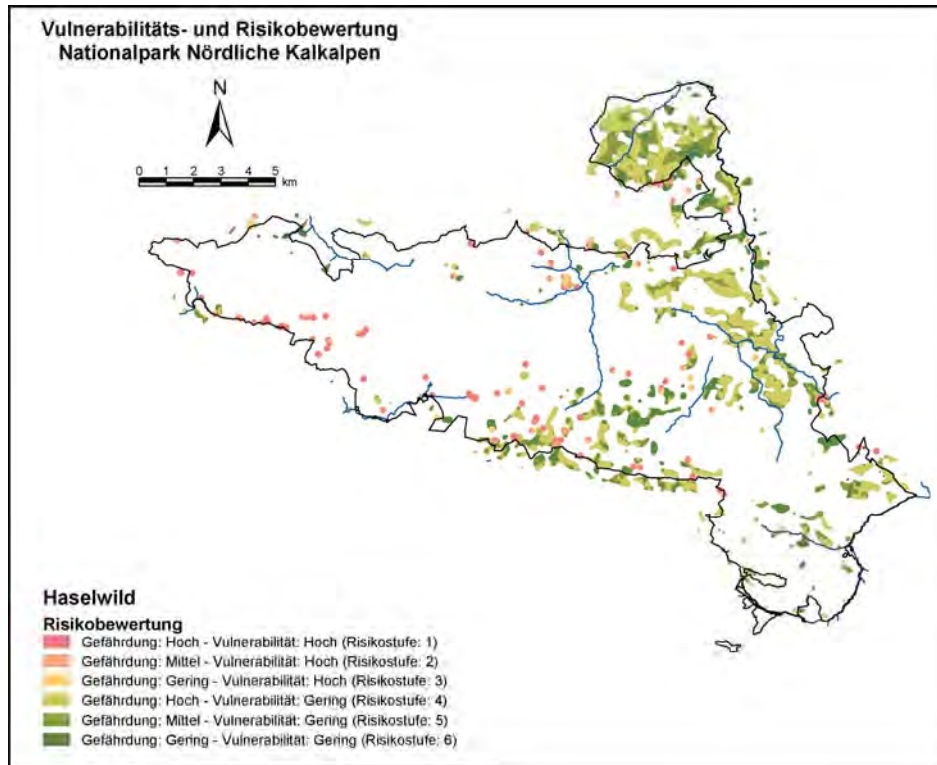 Vulnerabilitäts- und Risikobewertung
Nationalpark Nördliche Kalkalpen
N
0 1 2 3 4 5
km
Haselwild
Risikobewertung
Gefährdung: Hoch - Vulnerabilität: Hoch (Risikostufe: 1)
Gefährdung: Mittel - Vulnerabilität: Hoch (Risikostufe: 2)
Gefährdung: Gering - Vulnerabilität: Hoch (Risikostufe: 3)
Gefährdung: Hoch - Vulnerabilität: Gering (Risikostufe: 4)
Gefährdung: Mittel - Vulnerabilität: Gering (Risikostufe: 5)
Gefährdung: Gering - Vulnerabilität: Gering (Risikostufe: 6)